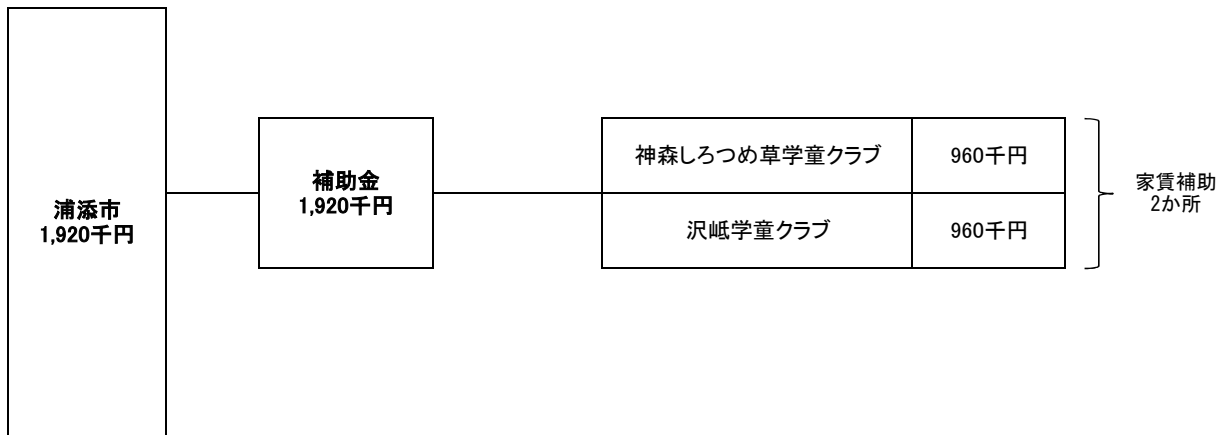 浦添市
1,920千円
補助金
1,920千円
神森しろつめ草学童クラブ 960千円
沢岻学童クラブ 960千円
家賃補助
2か所